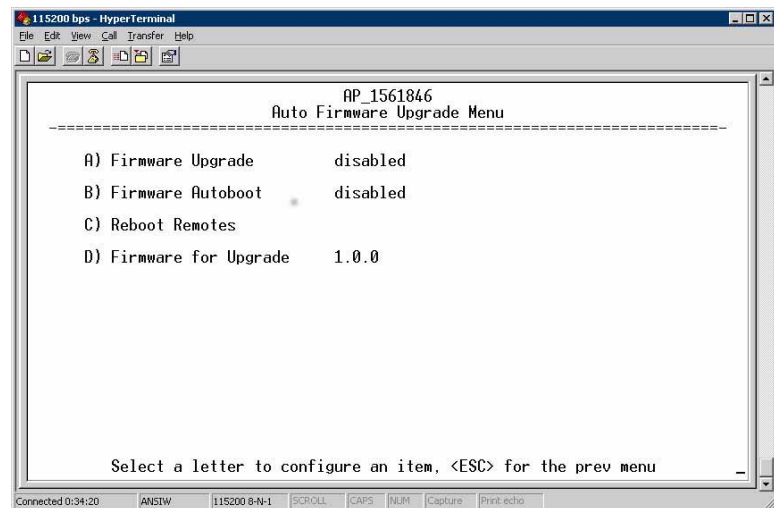 115200 bps - HyperTerminal
File Edit View Call Transfer Help
AP_1561846
Auto Firmware Upgrade Menu
-==========================================================================-
A) Firmware Upgrade disabled
B) Firmware Autoboot disabled
C) Reboot Remotes
D) Firmware for Upgrade 1.0.0
Select a letter to configure an item, <ESC> for the prev menu
Connected 0:34:20 ANSIW 115200 8-N-1 SCROLL CAPS NUM Capture Print echo